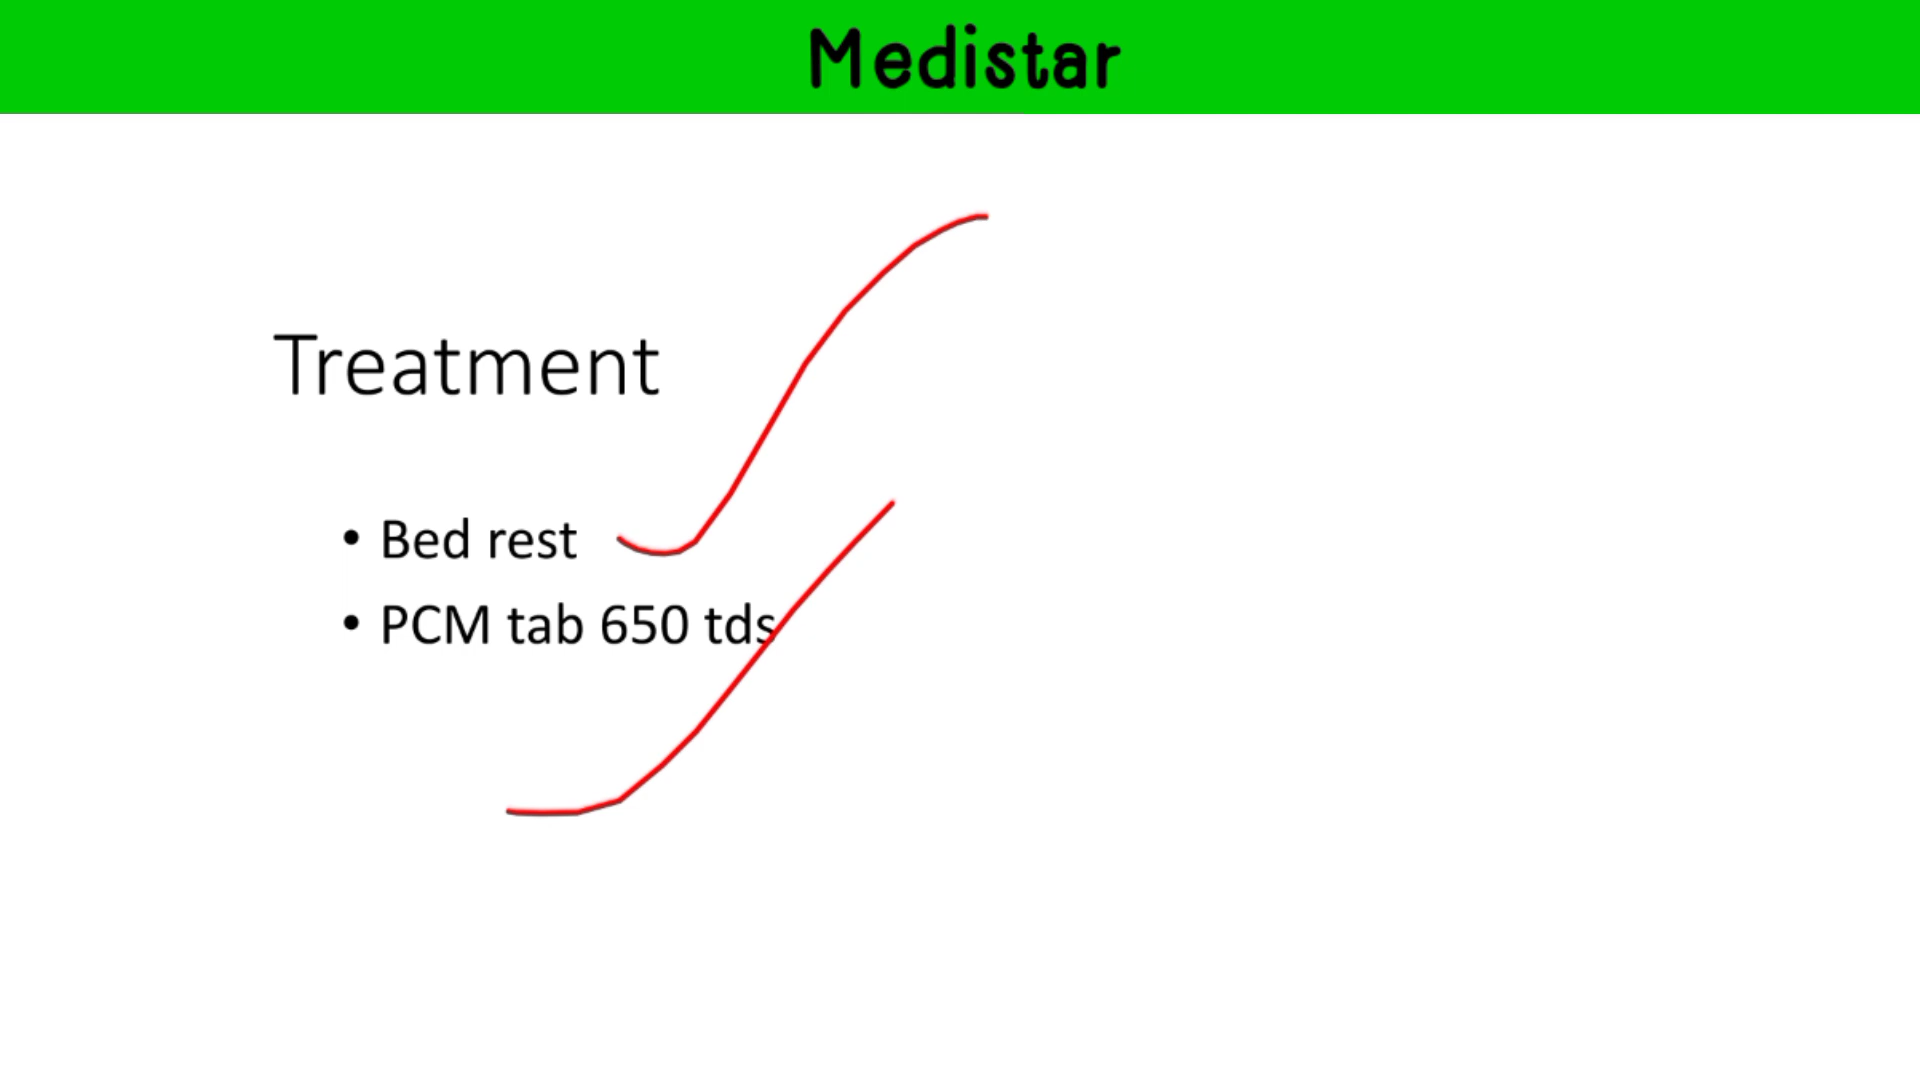 Medistar
Treatment
• Bed rest
• PCM tab 650 tds